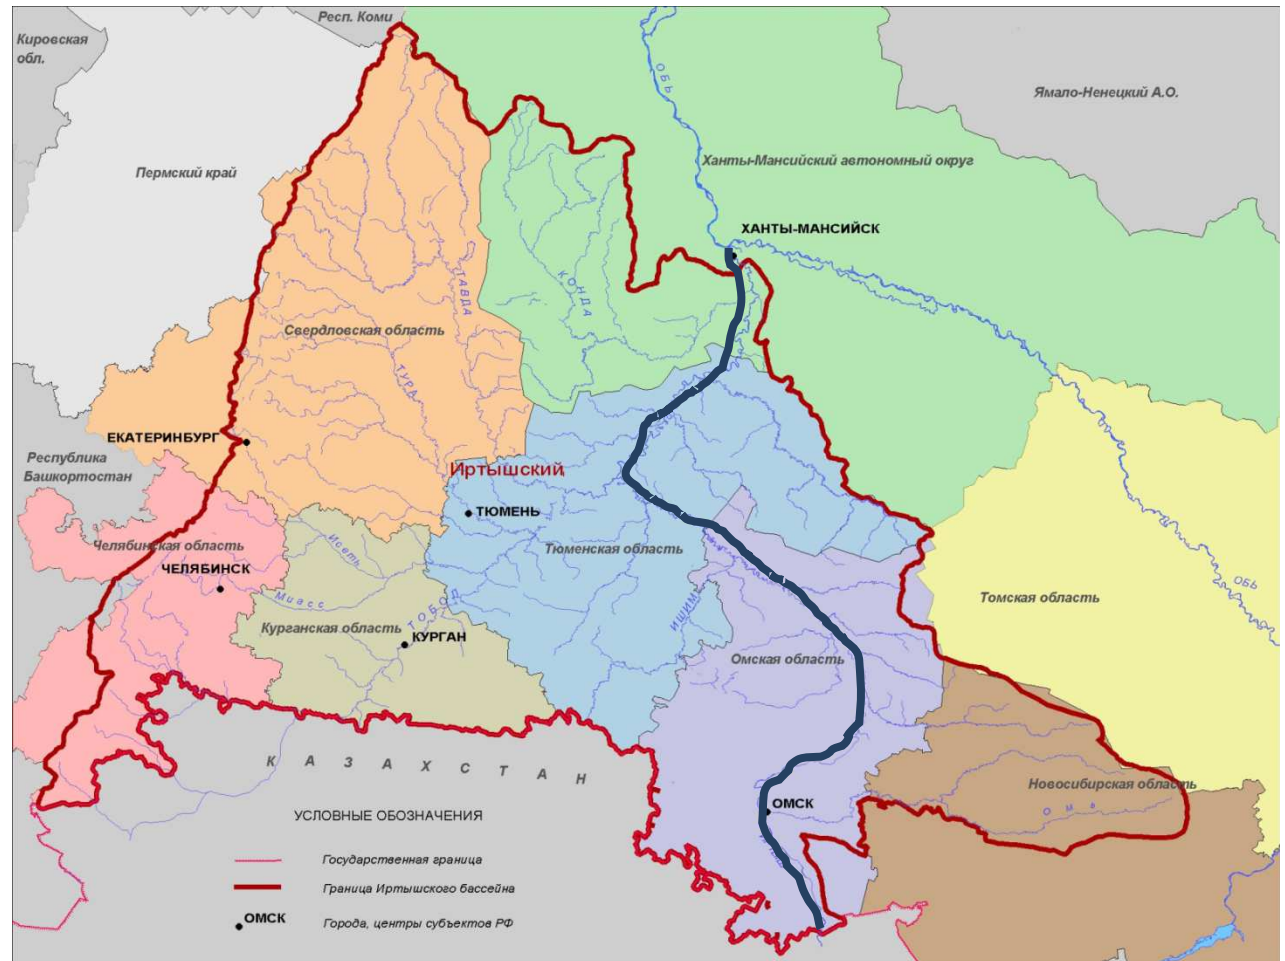 Респ. Коми
Кировская
обл.
Ямало-Ненецкий А.О.
ОБЬ
Пермский край
Ханты-Мансийский автономный округ
ХАНТЫ-МАНСИЙСК
КОНДА
ТАВДА
Свердловская область
ТУРА
ЕКАТЕРИНБУРГ
Республика
Башкортостан
Иртышский
ТЮМЕНЬ
Исеть
Челябинская область
Тюменская область
ЧЕЛЯБИНСК
Миасс
ТОБОЛ
ИШИМ
Томская область
ОБЬ
Курганская область
КУРГАН
Омская область
КАЗАХСТАН
Новосибирская область
Омь
ОМСК
УСЛОВНЫЕ ОБОЗНАЧЕНИЯ
Государственная граница
Граница Иртышского бассейна
ОМСК
Города, центры субъектов РФ